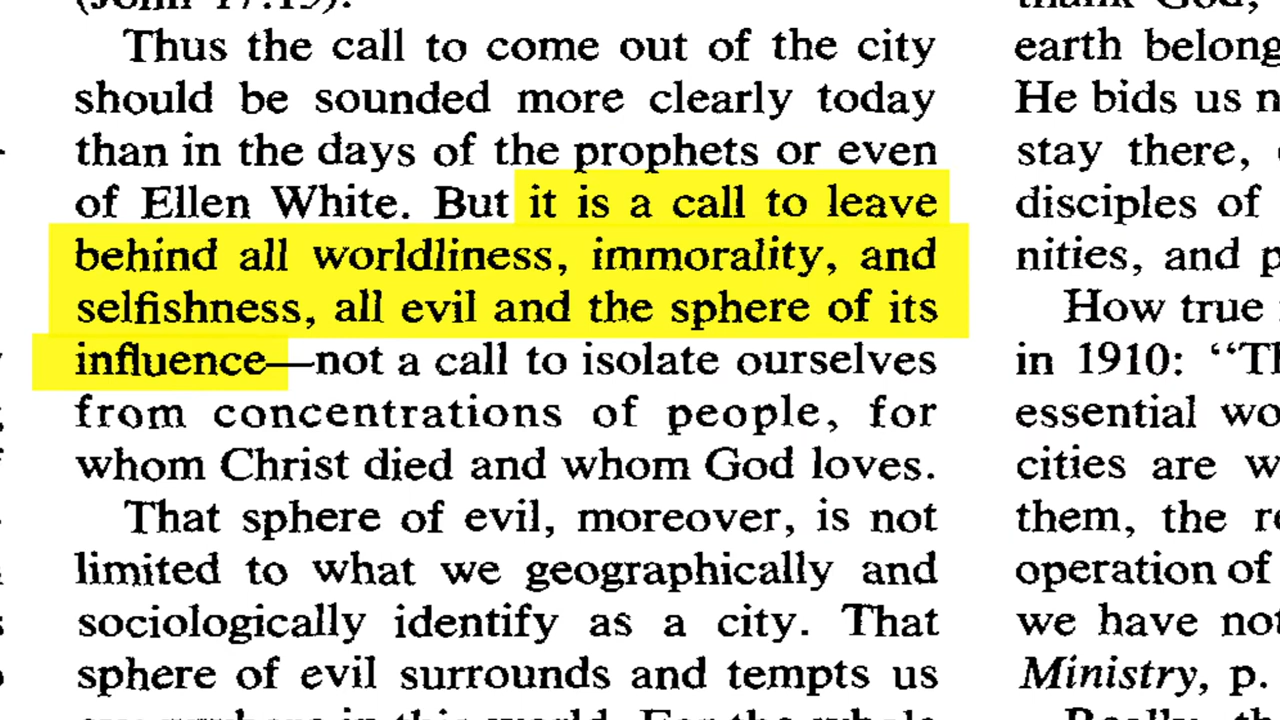 (John 17:15).
Thus the call to come out of the city
should be sounded more clearly today
than in the days of the prophets or even
of Ellen White. But it is a call to leave
behind all worldliness, immorality, and
selfishness, all evil and the sphere of its
influence—not a call to isolate ourselves
from concentrations of people, for
whom Christ died and whom God loves.
That sphere of evil, moreover, is not
limited to what we geographically and
sociologically identify as a city. That
sphere of evil surrounds and tempts us
thank God,
earth belong
He bids us
stay there,
disciples of
nities, and
How true
in 1910:
essential
cities are
them, the
operation of
we have
Ministry, p.